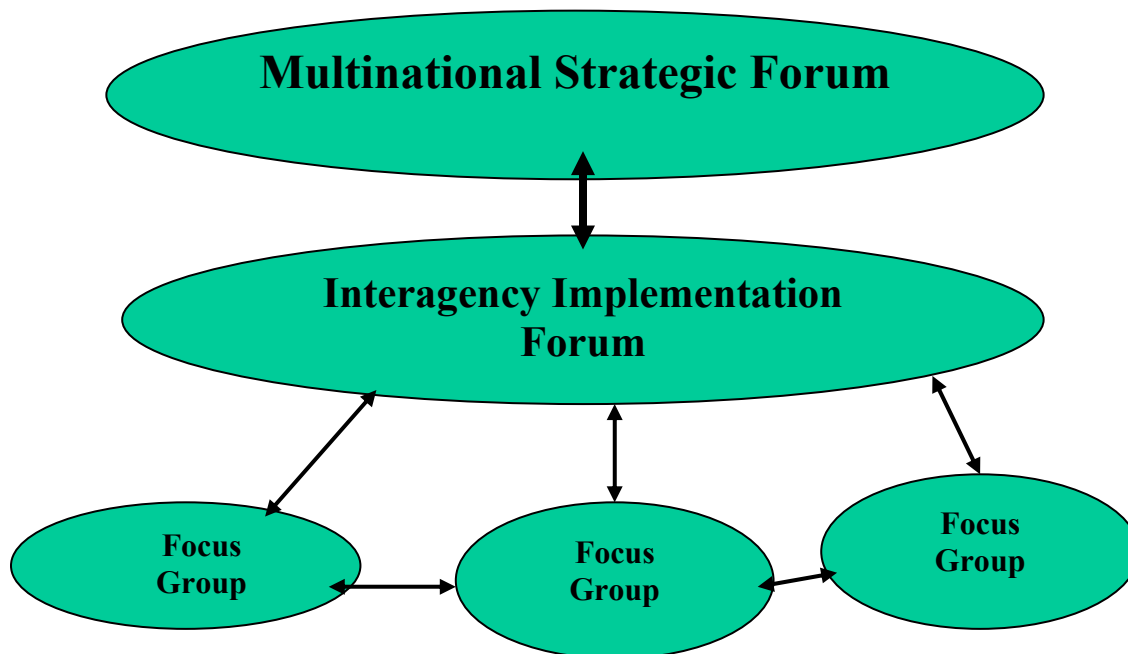 Multinational Strategic Forum
Interagency Implementation
Forum
Focus
Group
Focus
Group
Focus
Group